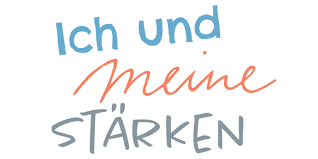 Ich und
meine
STÄRKEN